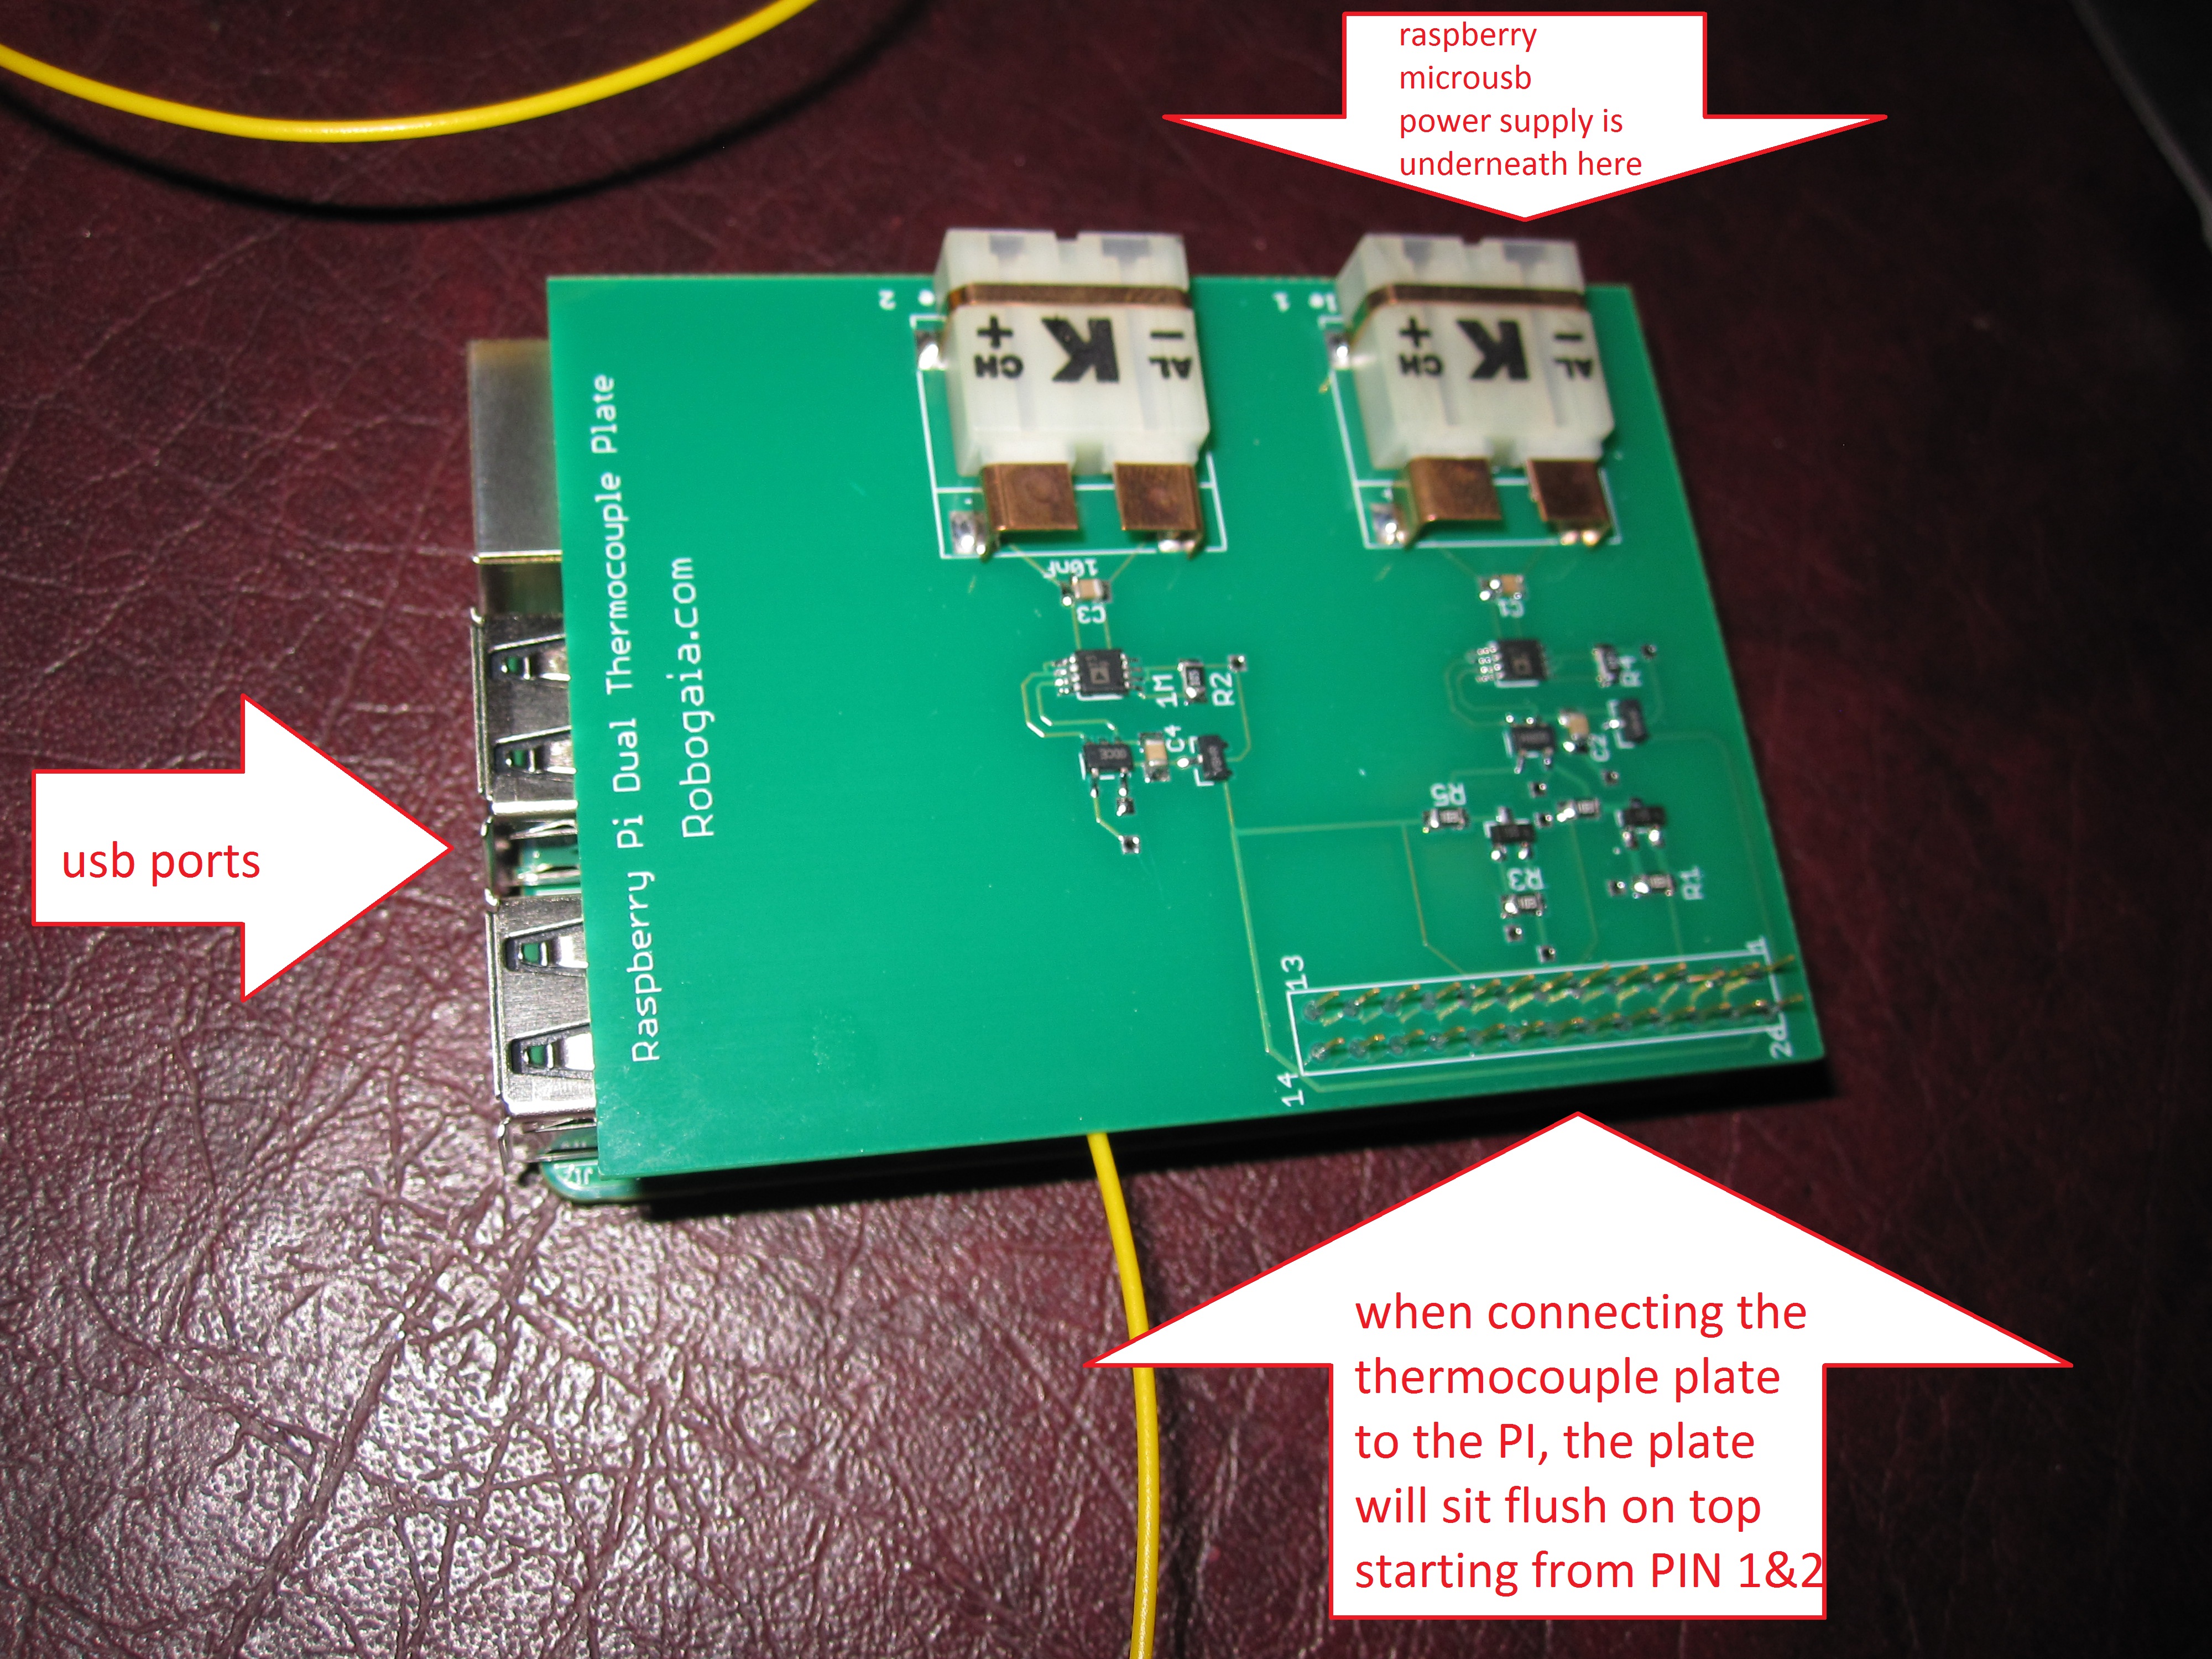 raspberry
microusb
power supply is
underneath here
2
1
1
+ K -
CH AL
+ K -
CH AL
Raspberry Pi Dual Thermocouple Plate
Robogaia.com
10nF
C3
C1
1M
R2
R4
C4
C2
R5
R3
R1
usb ports
13
1
14
26
when connecting the
thermocouple plate
to the PI, the plate
will sit flush on top
starting from PIN 1&2